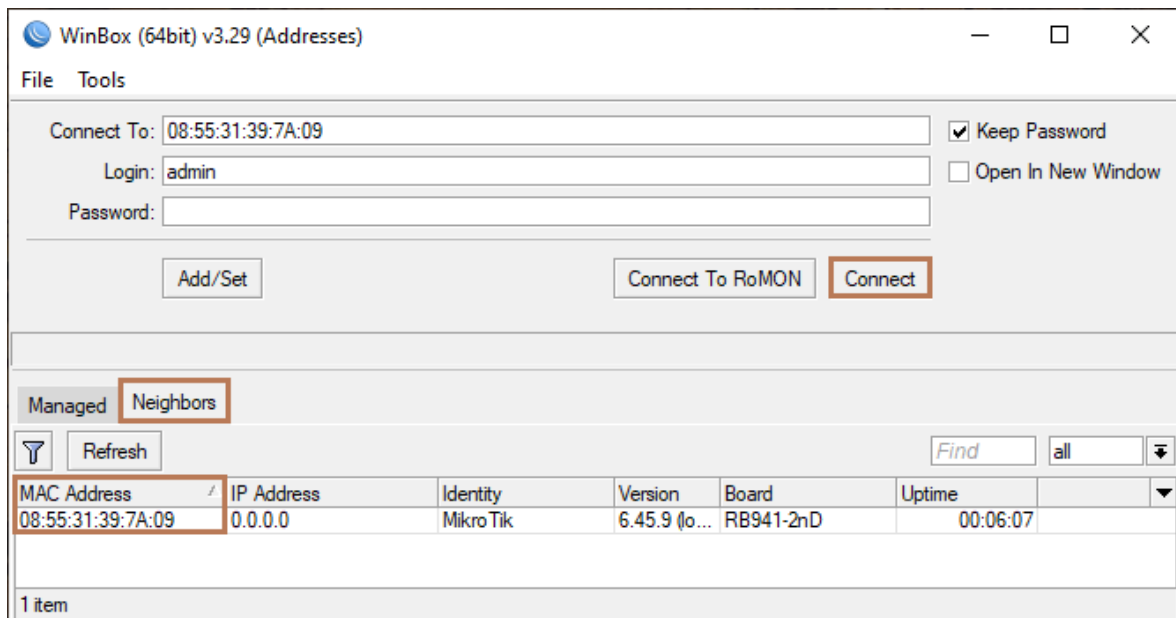 WinBox (64bit) v3.29 (Addresses)
File Tools
Connect To: 08:55:31:39:7A:09
Keep Password
Login: admin
Open In New Window
Password:
Add/Set Connect To RoMON Connect
Managed Neighbors
Refresh Find all
MAC Address IP Address Identity Version Board Uptime
08:55:31:39:7A:09 0.0.0.0 MikroTik 6.45.9 (lo... RB941-2nD 00:06:07
1 item